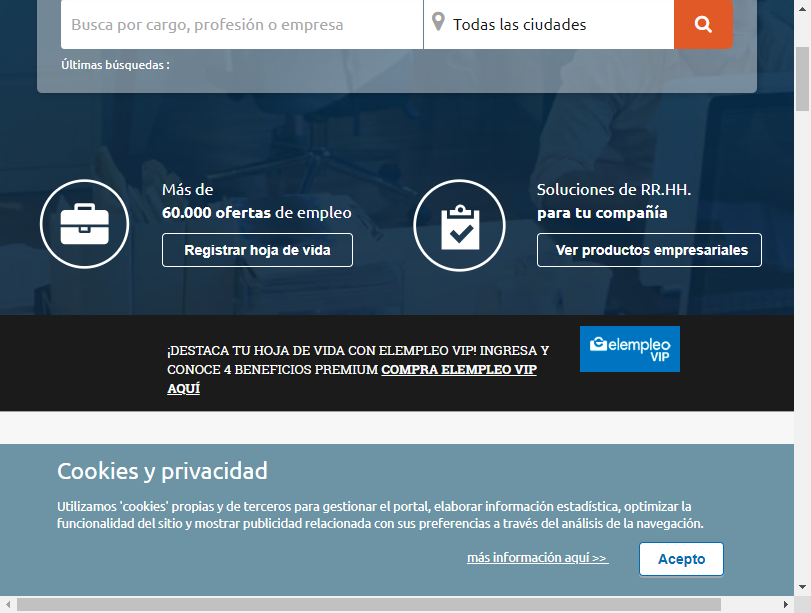 Busca por cargo, profesión o empresa
Todas las ciudades
Últimas búsquedas :
Más de
60.000 ofertas de empleo
Registrar hoja de vida
Soluciones de RR.HH.
para tu compañía
Ver productos empresariales
¡DESTACA TU HOJA DE VIDA CON ELEMPLEO VIP! INGRESA Y
CONOCE 4 BENEFICIOS PREMIUM COMPRA ELEMPLEO VIP
AQUÍ
elempleo
VIP
Cookies y privacidad
Utilizamos 'cookies' propias y de terceros para gestionar el portal, elaborar información estadística, optimizar la
funcionalidad del sitio y mostrar publicidad relacionada con sus preferencias a través del análisis de la navegación.
más información aquí >>
Acepto